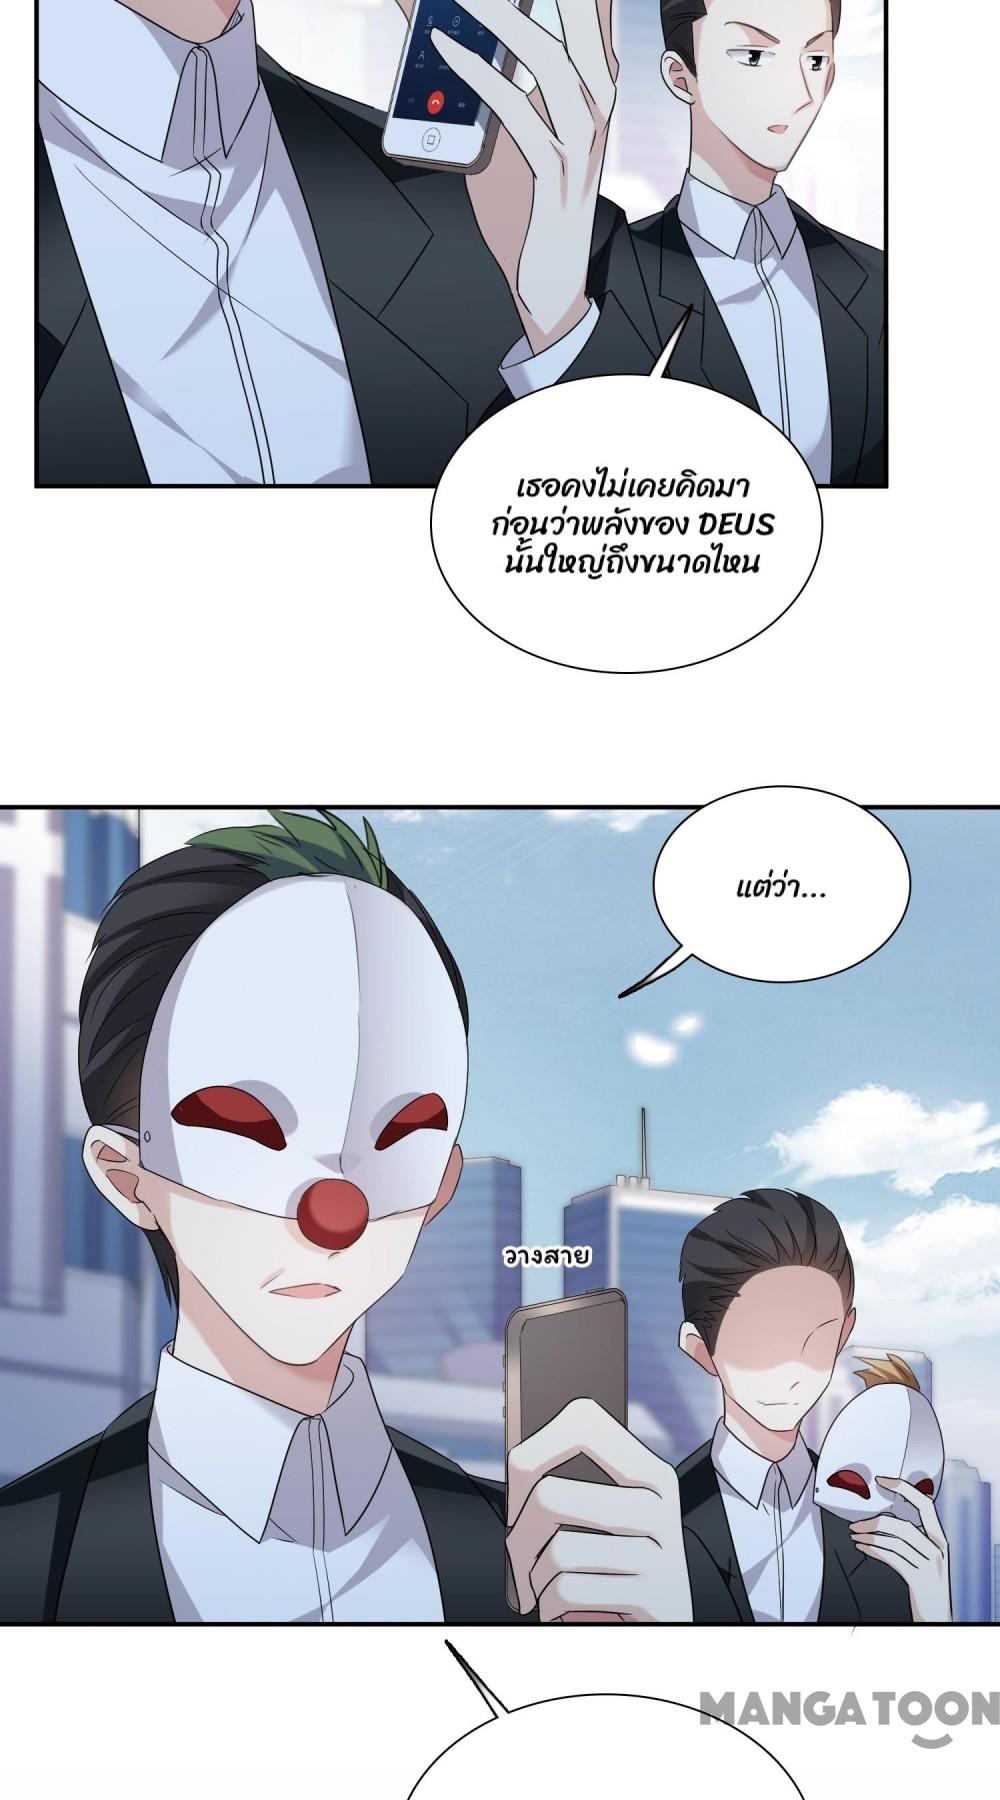 เธอคงไม่เคยคิดมา
ก่อนว่าพลังของ DEUS
นั้นใหญ่ถึงขนาดไหน
แต่ว่า...
วางสาย
MANGATOON